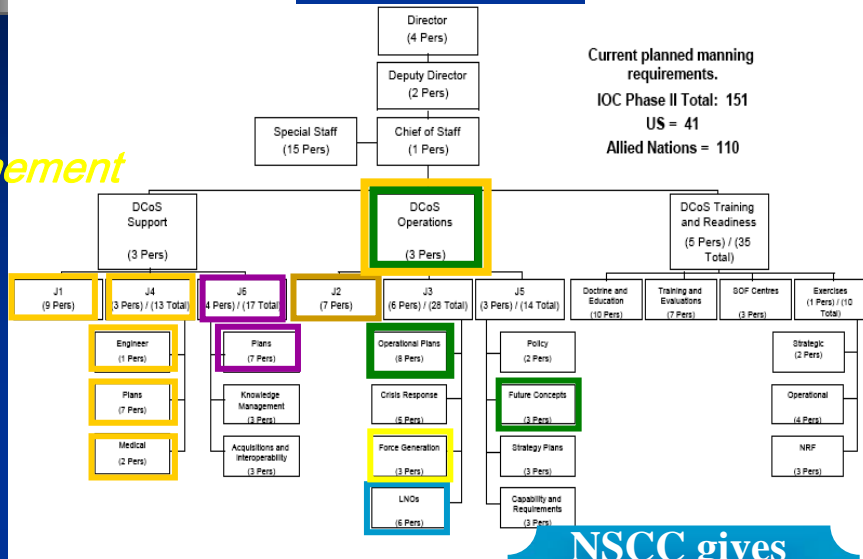 Director
(4 Pers)
Current planned manning
requirements.
IOC Phase II Total: 151
US = 41
Allied Nations = 110
Deputy Director
(2 Pers)
Special Staff
(15 Pers)
Chief of Staff
(1 Pers)
ement
DCoS
Support
(3 Pers)
DCoS
Operations
(3 Pers)
DCoS Training
and Readiness
(5 Pers) / (35
Total)
J1
(9 Pers)
J4
(3 Pers) / (13 Total)
J6
(4 Pers) / (17 Total)
J2
(7 Pers)
J3
(6 Pers) / (28 Total)
J5
(3 Pers) / (14 Total)
Doctrine and
Education
(10 Pers)
Training and
Evaluations
(7 Pers)
SOF Centres
(3 Pers)
Exercises
(1 Pers) / (10
Total)
Engineer
(1 Pers)
Plans
(7 Pers)
Medical
(2 Pers)
Plans
(7 Pers)
Knowledge
Management
(3 Pers)
Acquisitions and
Interoperability
(3 Pers)
Operational Plans
(8 Pers)
Crisis Response
(5 Pers)
Force Generation
(3 Pers)
LNOs
(6 Pers)
Policy
(2 Pers)
Future Concepts
(3 Pers)
Strategy Plans
(3 Pers)
Capability and
Requirements
(3 Pers)
Strategic
(2 Pers)
Operational
(4 Pers)
NRF
(3 Pers)
NSCC gives